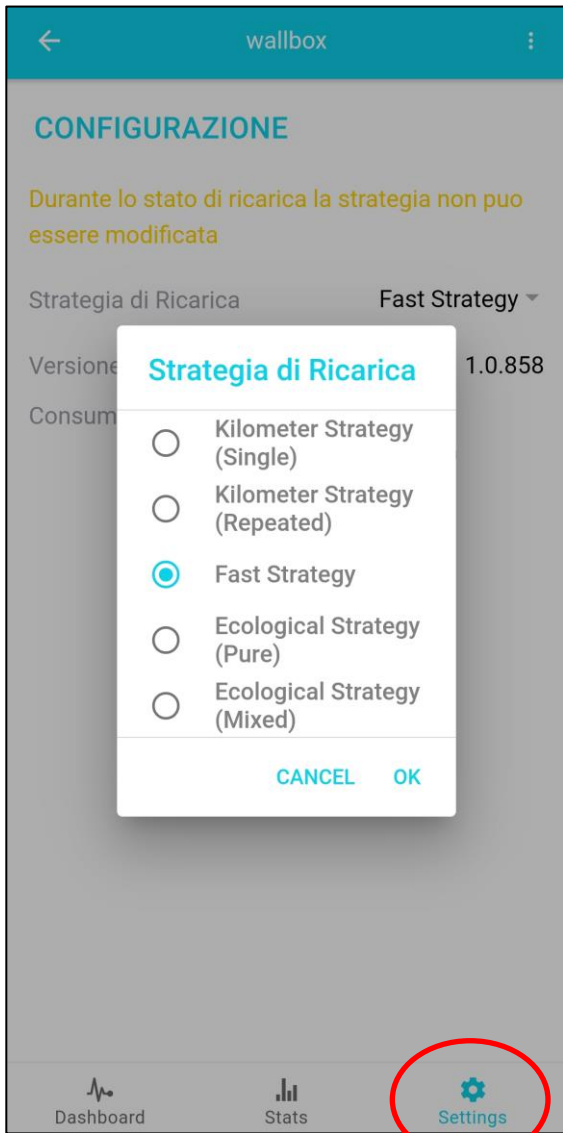 wallbox
CONFIGURAZIONE
Durante lo stato di ricarica la strategia non puo
essere modificata
Strategia di Ricarica Fast Strategy
Versione 1.0.858
Consum
Strategia di Ricarica
Kilometer Strategy
(Single)
Kilometer Strategy
(Repeated)
Fast Strategy
Ecological Strategy
(Pure)
Ecological Strategy
(Mixed)
CANCEL OK
Dashboard Stats Settings